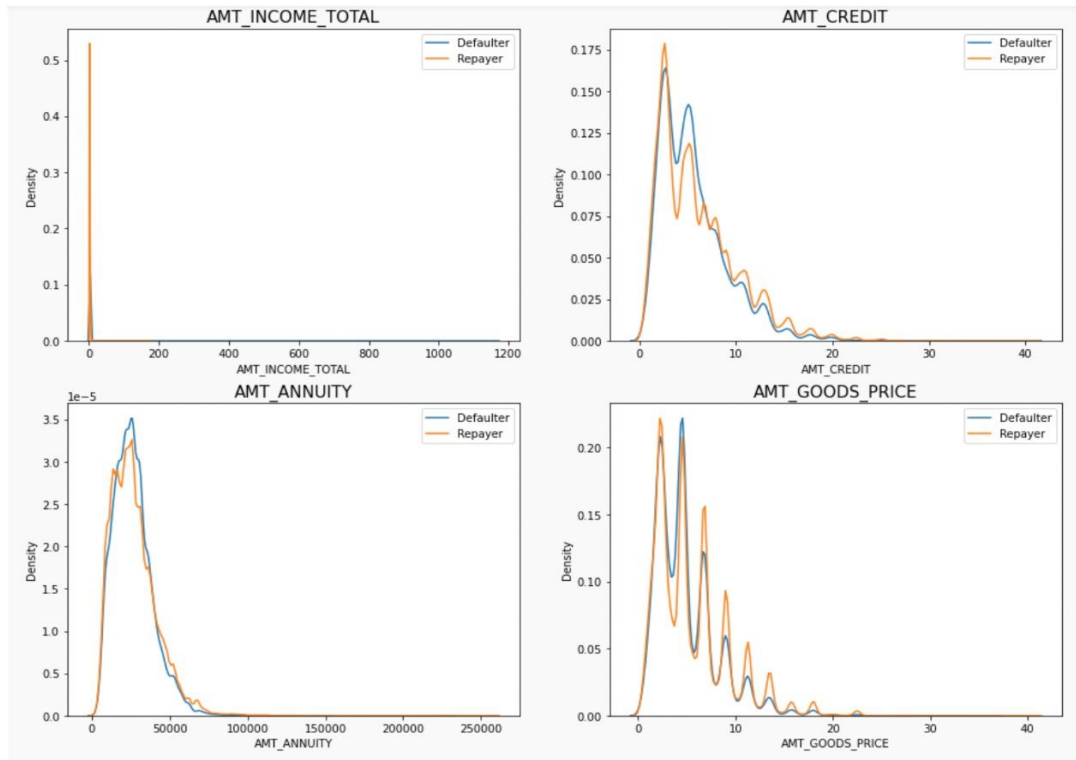 AMT_INCOME_TOTAL
Defaulter
Repayer
0.5
0.4
0.3
0.2
0.1
0.0
Density
0 200 400 600 800 1000 1200
AMT_INCOME_TOTAL
AMT_CREDIT
Defaulter
Repayer
0.175
0.150
0.125
0.100
0.075
0.050
0.025
0.000
Density
0 10 20 30 40
AMT_CREDIT
AMT_ANNUITY
1e−5
Defaulter
Repayer
3.5
3.0
2.5
2.0
1.5
1.0
0.5
0.0
Density
0 50000 100000 150000 200000 250000
AMT_ANNUITY
AMT_GOODS_PRICE
Defaulter
Repayer
0.20
0.15
0.10
0.05
0.00
Density
0 10 20 30 40
AMT_GOODS_PRICE